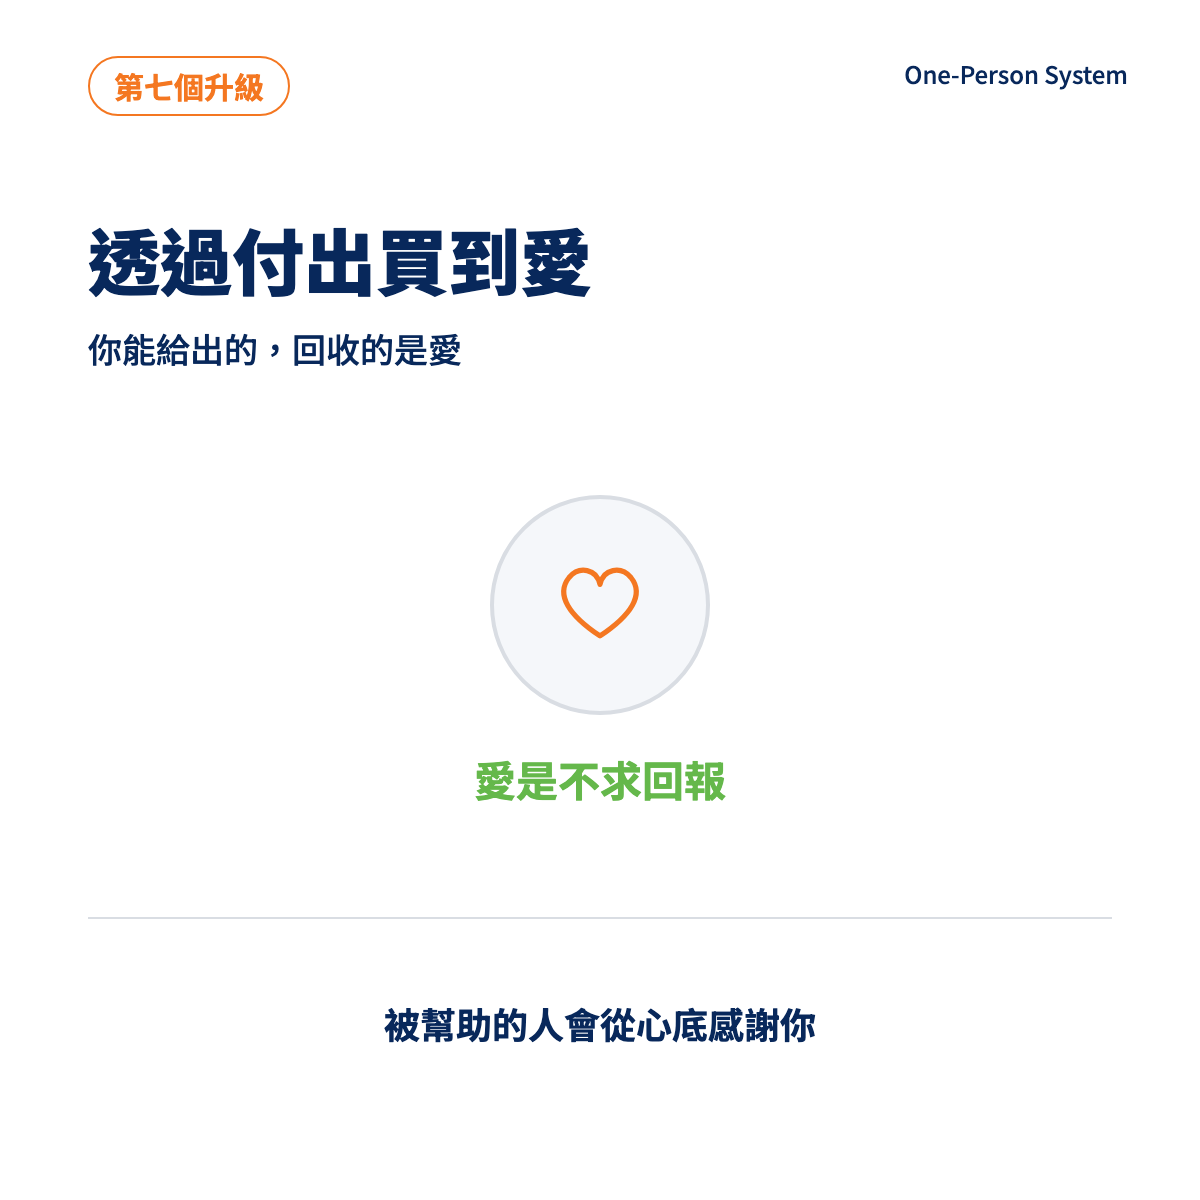 第七個升級
One-Person System
透過付出買到愛
你能給出的，回收的是愛
愛是不求回報
被幫助的人會從心底感謝你